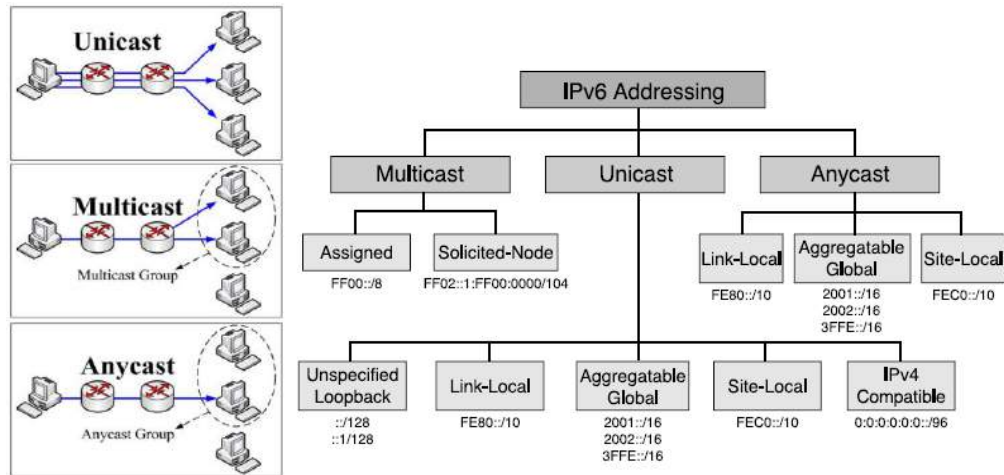 Unicast
Multicast
Multicast Group
Anycast
Anycast Group
IPv6 Addressing
Multicast
Unicast
Anycast
Assigned
FF00::/8
Solicited-Node
FF02::1:FF00:0000/104
Link-Local
FE80::/10
Aggregatable
Global
2001::/16
2002::/16
3FFE::/16
Site-Local
FEC0::/10
Unspecified
Loopback
::/128
::1/128
Link-Local
FE80::/10
Aggregatable
Global
2001::/16
2002::/16
3FFE::/16
Site-Local
FEC0::/10
IPv4
Compatible
0:0:0:0:0:0::/96